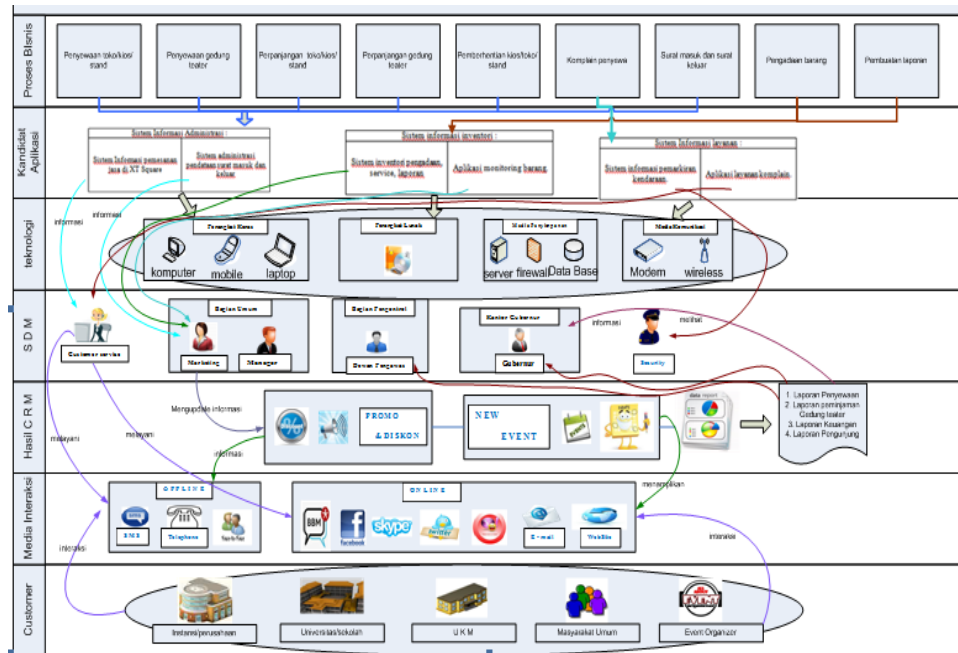 Proses BIsnis
Penyewaan toko/kios/
stand
Penyewaan gedung
teater
Perpanjangan toko/kios/
stand
Perpanjangan gedung
teater
Pemberhentian kios/toko/
stand
Komplain penyewa
Surat masuk dan surat
keluar
Pengadaan barang
Pembuatan laporan
Kandidat
Aplikasi
Sistem Informasi Administrasi :
Sistem Informasi pemesanan
jasa di XT Square
Sistem administrasi
pendataan surat masuk dan
keluar
Sistem informasi inventori :
Sistem inventori pengadaan,
service, laporan
Aplikasi monitoring barang.
Sistem Informasi layanan :
Sistem informasi pemarkiran
kendaraan.
Aplikasi layanan komplain.
informasi
informasi
teknologi
Perangkat Keras
komputer
mobile
laptop
Perangkat Lunak
Media Penyimpanan
server
firewall
Data Base
Media Komunikasi
Modem
wireless
S D M
Customer service
Bagian Umum
Marketing
Manager
Bagian Pengontrol
Dewan Pengawas
Kantor Gubernur
Gubernur
informasi
melihat
Security
Hasil C R M
Mengupdate informasi
PROMO
& DISKON
NEW
EVENT
data report
1. Laporan Penyewaan
2. Laporan peminjaman
Gedung teater
3. Laporan Keuangan
4. Laporan Pengunjung
melayani
melayani
informasi
menampilkan
Media Interaksi
OFFLINE
SMS
Telephone
Face to Face
ONLINE
BBM
Facebook
skype
twitter
E - mail
WebSite
interaksi
interaksi
Customer
Instansi/perusahaan
Universitas/sekolah
U K M
Masyarakat Umum
Event Organizer